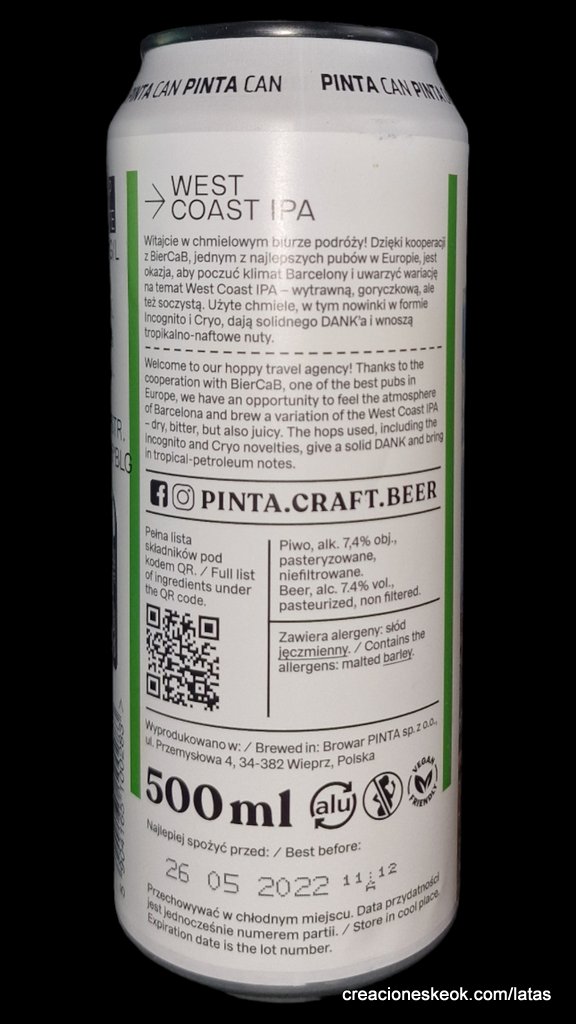 PINTA CAN PINTA CAN PINTA CAN PINTA
WEST
COAST IPA
Witajcie w chmielowym biurze podróży! Dzięki kooperacji
z BierCaB, jednym z najlepszych pubów w Europie, jest
okazja, aby poczuć klimat Barcelony i uwarzyć wariację
na temat West Coast IPA – wytrawną, goryczkową, ale
też soczystą. Użyte chmiele, w tym nowinki w formie
Incognito i Cryo, dają solidnego DANK'a i wnoszą
tropikalno-naftowe nuty.
Welcome to our hoppy travel agency! Thanks to the
cooperation with BierCaB, one of the best pubs in
Europe, we have an opportunity to feel the atmosphere
of Barcelona and brew a variation of the West Coast IPA
– dry, bitter, but also juicy. The hops used, including the
Incognito and Cryo novelties, give a solid DANK and bring
in tropical-petroleum notes.
PINTA.CRAFT.BEER
Pełna lista
składników pod
kodem QR. / Full list
of ingredients under
the QR code.
Piwo, alk. 7,4% obj.,
pasteryzowane,
niefiltrowane.
Beer, alc. 7.4% vol.,
pasteurized, non filtered.
Zawiera alergeny: słód
jęczmienny. / Contains the
allergens: malted barley.
Wyprodukowano w: / Brewed in: Browar PINTA sp. z o.o.,
ul. Przemysłowa 4, 34-382 Wieprz, Polska
500 ml
alu
VEGAN
FRIENDLY
Najlepiej spożyć przed: / Best before:
26 05 2022 11:12
A
Przechowywać w chłodnym miejscu. Data przydatności
jest jednocześnie numerem partii. / Store in cool place.
Expiration date is the lot number.
creacioneskeok.com/latas